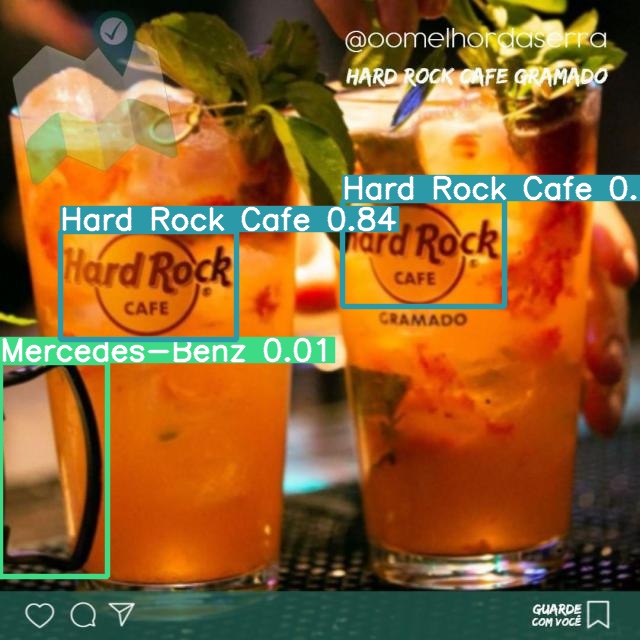 @oomelhordaserra
HARD ROCK CAFE GRAMADO
Hard Rock Cafe 0.
Hard Rock Cafe 0.84
Hard Rock
CAFE
Hard Rock
CAFE
GRAMADO
Mercedes-Benz 0.01
GUARDE
COM VOCÊ